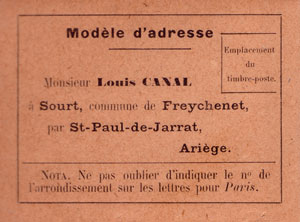 Modèle d'adresse
Emplacement
du
timbre-poste.
Monsieur Louis CANAL
à Sourt, commune de Freychenet,
par St-Paul-de-Jarrat,
Ariège.
NOTA. Ne pas oublier d'indiquer le nº de
l'arrondissement sur les lettres pour Paris.